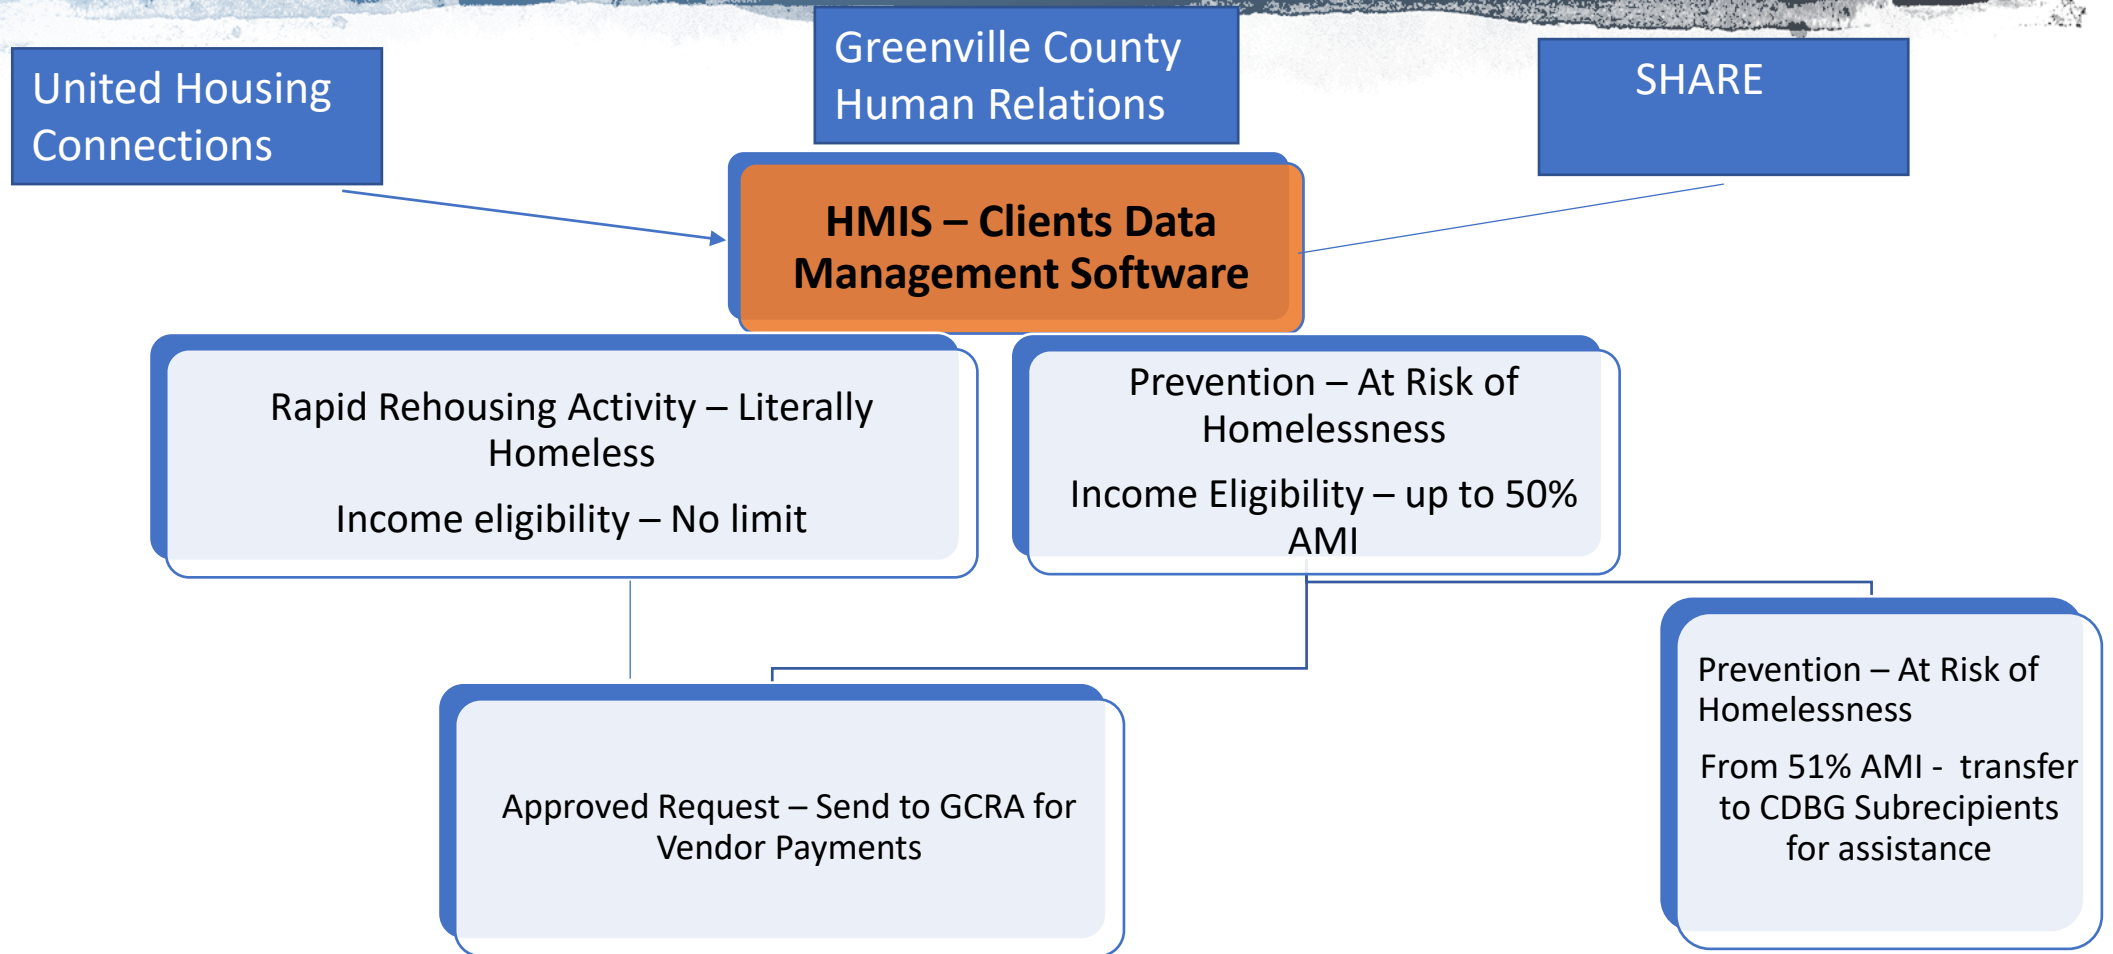 United Housing
Connections
Greenville County
Human Relations
SHARE
HMIS – Clients Data
Management Software
Rapid Rehousing Activity – Literally
Homeless
Income eligibility – No limit
Prevention – At Risk of
Homelessness
Income Eligibility – up to 50%
AMI
Approved Request – Send to GCRA for
Vendor Payments
Prevention – At Risk of
Homelessness
From 51% AMI - transfer
to CDBG Subrecipients
for assistance